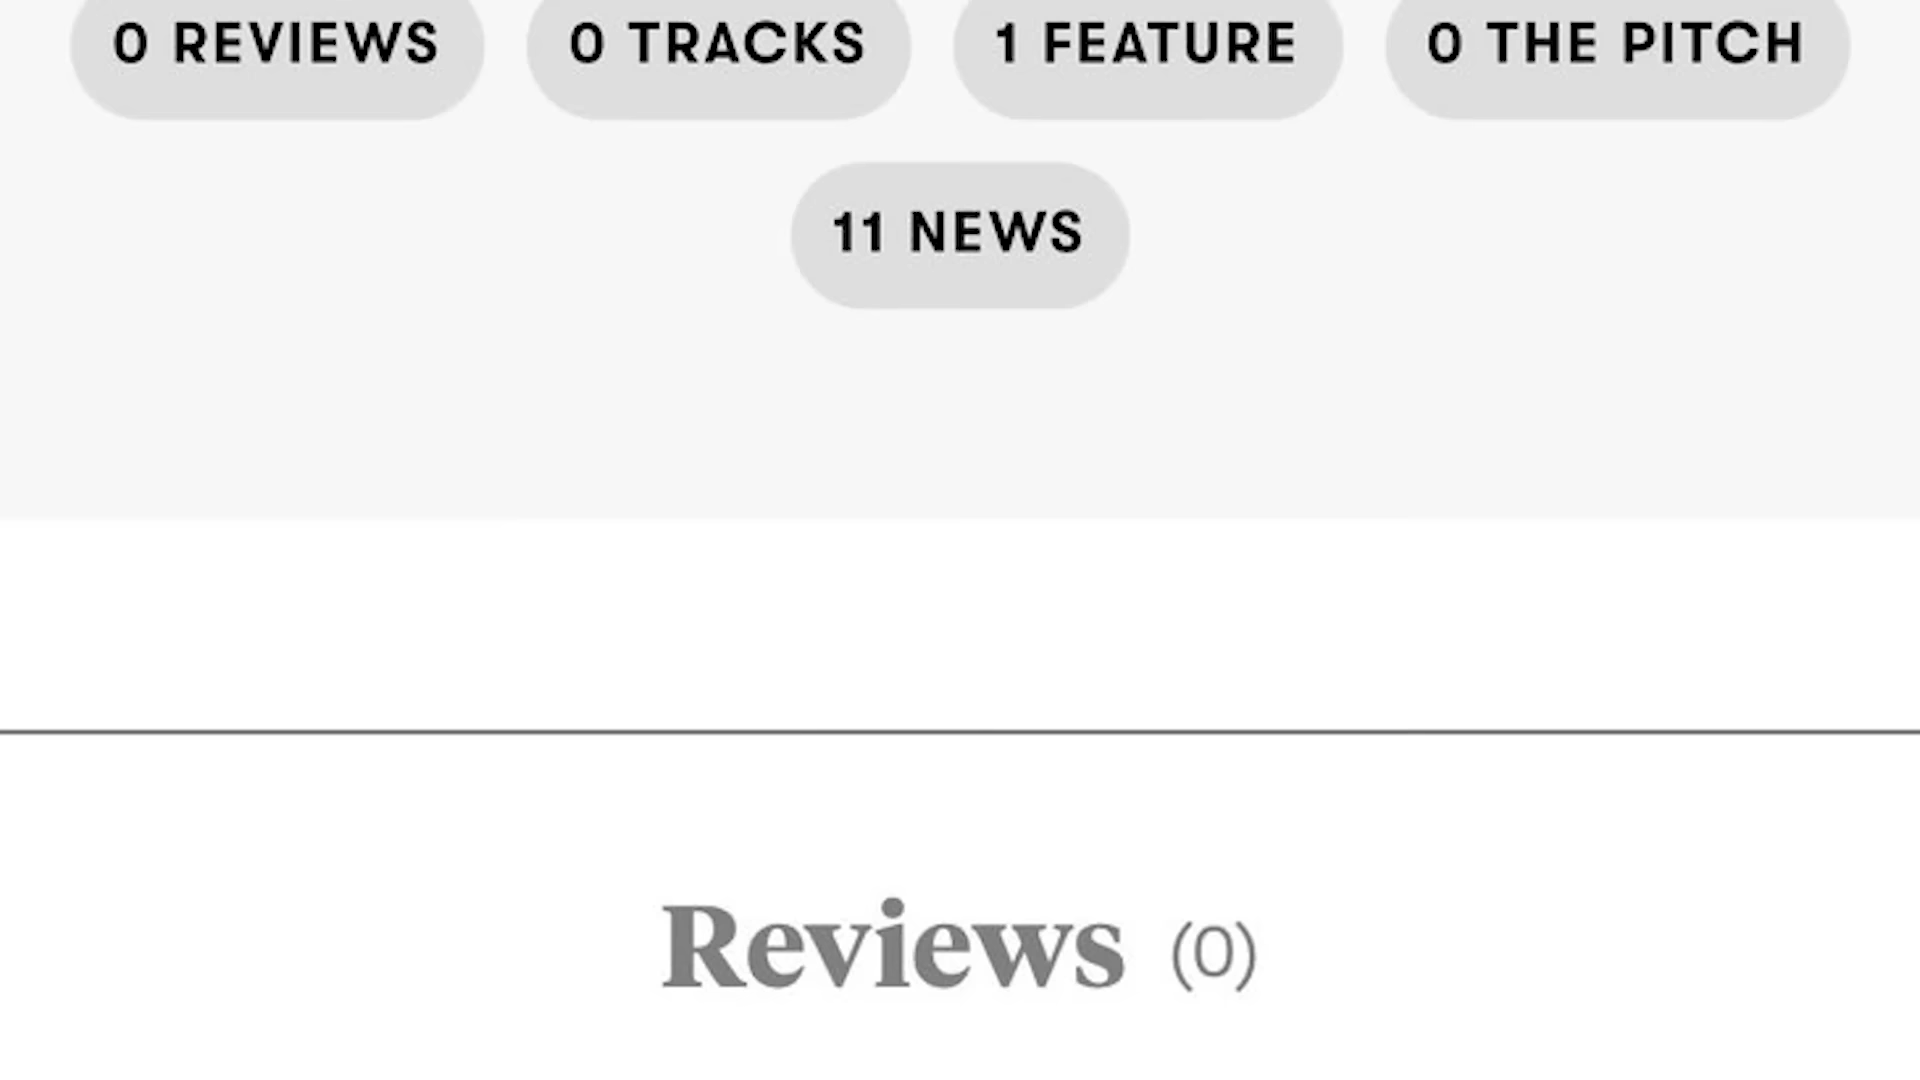 0 REVIEWS 0 TRACKS 1 FEATURE 0 THE PITCH
11 NEWS
Reviews (0)